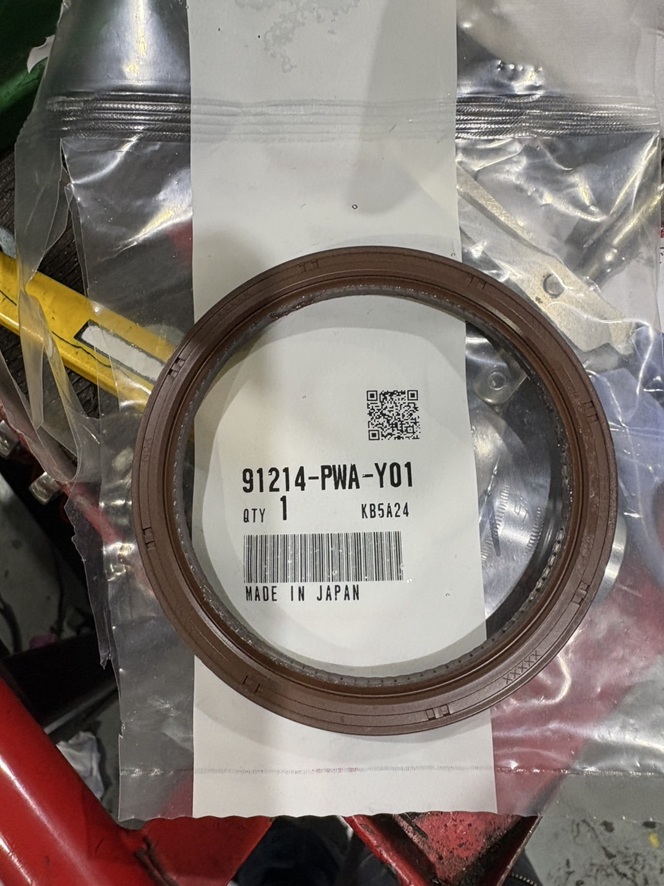 91214-PWA-Y01
QTY 1 KB5A24
MADE IN JAPAN